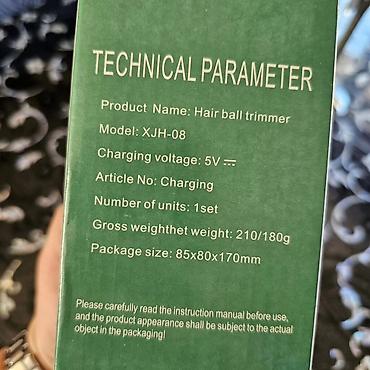 TECHNICAL PARAMETER
Product Name: Hair ball trimmer
Model: XJH-08
Charging voltage: 5V ⎓
Article No: Charging
Number of units: 1set
Gross weighthet weight: 210/180g
Package size: 85x80x170mm
Please carefully read the instruction manual before use,
and the product appearance shall be subject to the actual
object in the packaging!